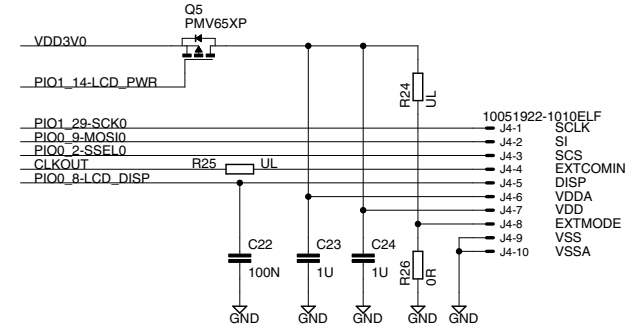 Q5
PMV65XP
VDD3V0
PIO1_14-LCD_PWR
R24
UL
10051922-1010ELF
PIO1_29-SCK0
J4-1 SCLK
PIO0_9-MOSI0
J4-2 SI
PIO0_2-SSEL0
J4-3 SCS
CLKOUT
R25
UL
J4-4 EXTCOMIN
PIO0_8-LCD_DISP
J4-5 DISP
J4-6 VDDA
J4-7 VDD
J4-8 EXTMODE
J4-9 VSS
J4-10 VSSA
C22
100N
C23
1U
C24
1U
R26
0R
GND
GND
GND
GND
GND